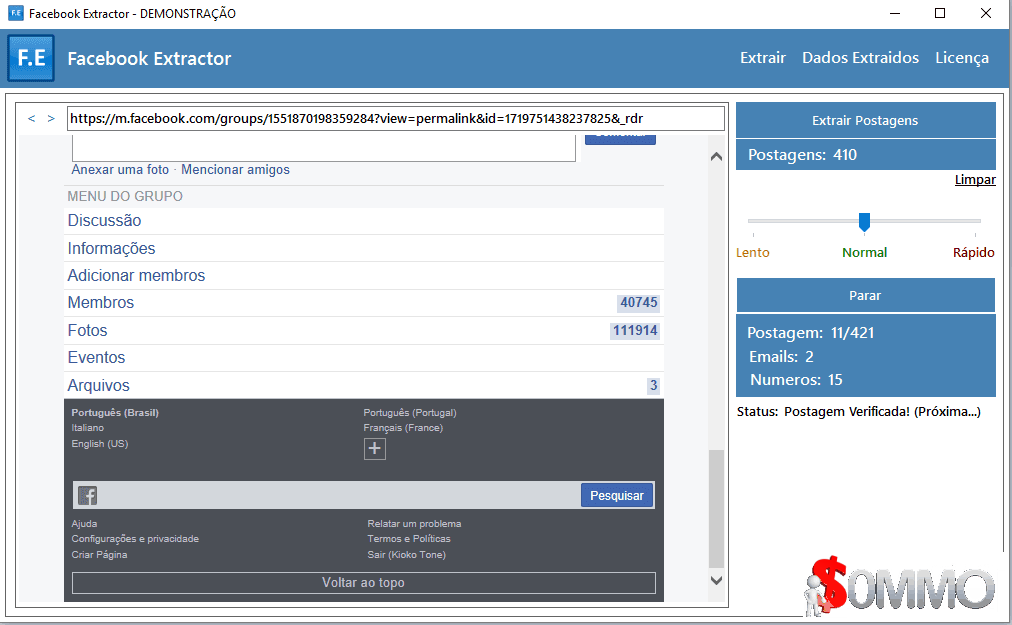 F.E Facebook Extractor - DEMONSTRAÇÃO
F.E Facebook Extractor
Extrair Dados Extraidos Licença
< > https://m.facebook.com/groups/1551870198359284?view=permalink&id=1719751438237825&_rdr
Anexar uma foto · Mencionar amigos
MENU DO GRUPO
Discussão
Informações
Adicionar membros
Membros 40745
Fotos 111914
Eventos
Arquivos 3
Português (Brasil) Português (Portugal)
Italiano Français (France)
English (US) +
Pesquisar
Ajuda Relatar um problema
Configurações e privacidade Termos e Políticas
Criar Página Sair (Kioko Tone)
Voltar ao topo
Extrair Postagens
Postagens: 410
Limpar
Lento Normal Rápido
Parar
Postagem: 11/421
Emails: 2
Numeros: 15
Status: Postagem Verificada! (Próxima...)
$OMMO